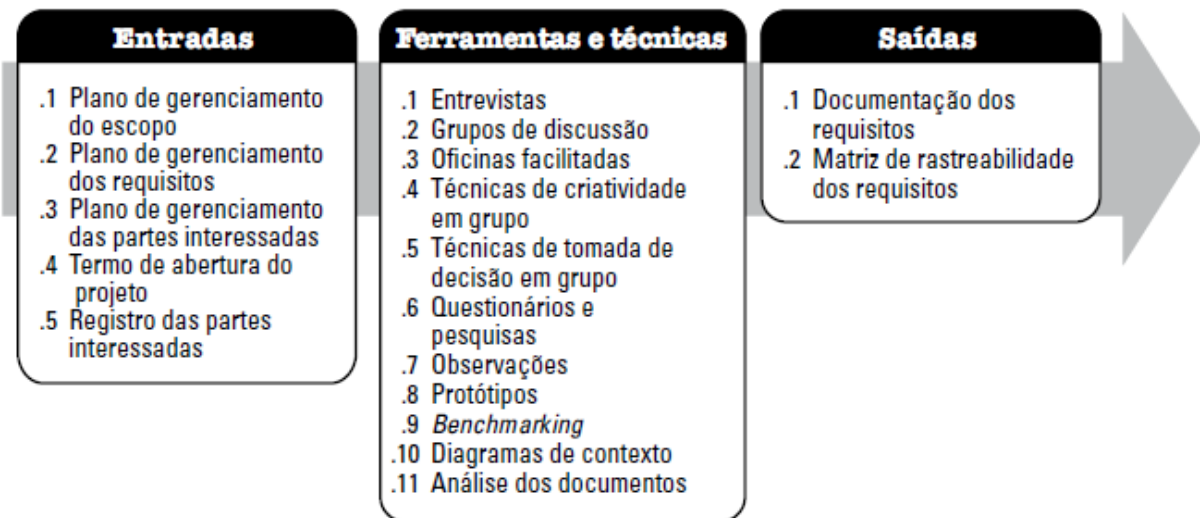 Entradas
.1 Plano de gerenciamento
do escopo
.2 Plano de gerenciamento
dos requisitos
.3 Plano de gerenciamento
das partes interessadas
.4 Termo de abertura do
projeto
.5 Registro das partes
interessadas
Ferramentas e técnicas
.1 Entrevistas
.2 Grupos de discussão
.3 Oficinas facilitadas
.4 Técnicas de criatividade
em grupo
.5 Técnicas de tomada de
decisão em grupo
.6 Questionários e
pesquisas
.7 Observações
.8 Protótipos
.9 Benchmarking
.10 Diagramas de contexto
.11 Análise dos documentos
Saídas
.1 Documentação dos
requisitos
.2 Matriz de rastreabilidade
dos requisitos